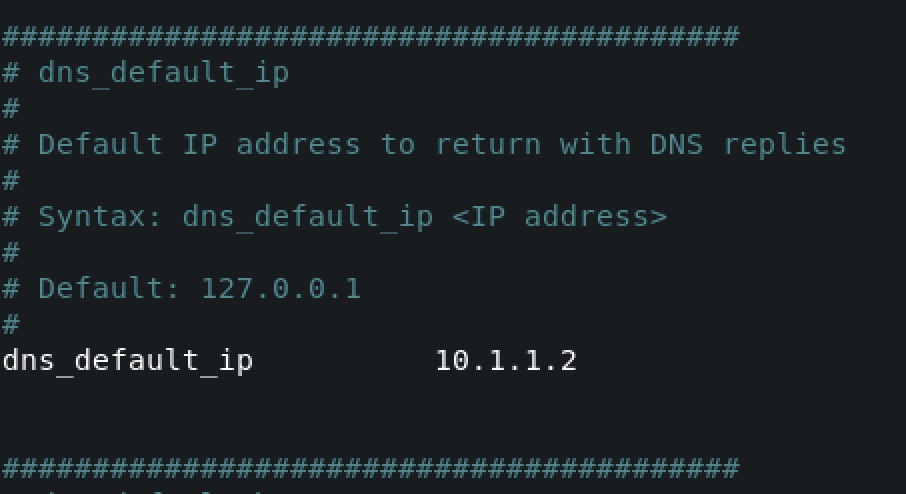 #########################################
# dns_default_ip
#
# Default IP address to return with DNS replies
#
# Syntax: dns_default_ip <IP address>
#
# Default: 127.0.0.1
#
dns_default_ip          10.1.1.2
#########################################